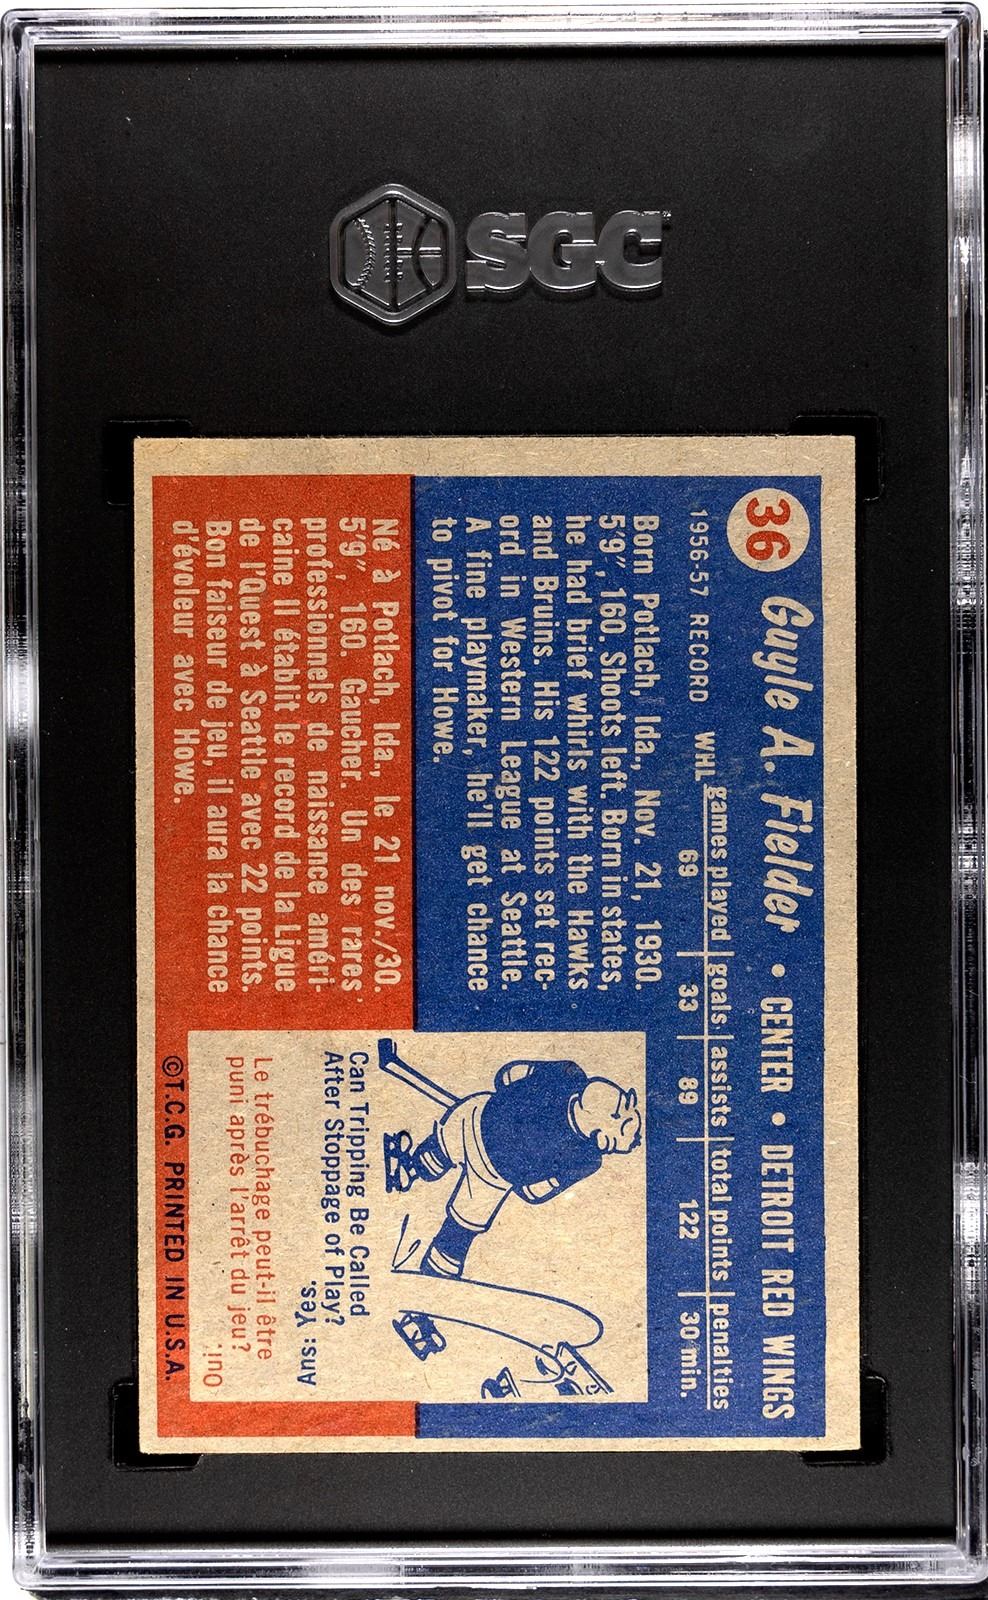 SGC
36 Guyle A. Fielder • CENTER • DETROIT RED WINGS
games played goals assists total points penalties
1956-57 RECORD WHL 69 33 89 122 30 min.
Born Potlach, Ida., Nov. 21, 1930.
5'9", 160. Shoots left. Born in states,
he had brief whirls with the Hawks
and Bruins. His 122 points set rec-
ord in Western League at Seattle.
A fine playmaker, he'll get chance
to pivot for Howe.
Né à Potlach, Ida., le 21 nov./30.
5'9", 160. Gaucher. Un des rares
professionnels de naissance améri-
caine Il établit le record de la Ligue
de l'Ouest à Seattle avec 22 points.
Bon faiseur de jeu, il aura la chance
d'évoleur avec Howe.
Can Tripping Be Called
After Stoppage of Play?
Ans: Yes.
Le trébuchage peut-il être
puni après l'arrêt du jeu?
Oui.
©T.C.G. PRINTED IN U.S.A.